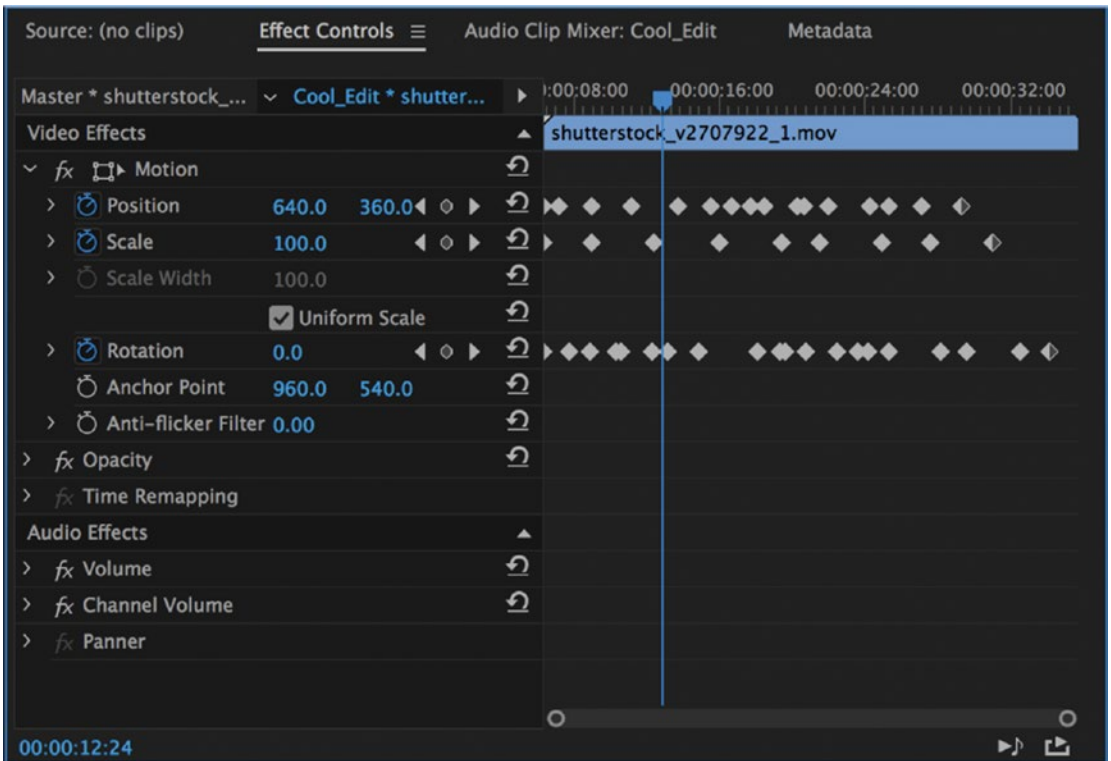 Source: (no clips) Effect Controls Audio Clip Mixer: Cool_Edit Metadata
Master * shutterstock_... Cool_Edit * shutter... :00;08:00 00:00;16:00 00:00;24:00 00:00;32:00
Video Effects shutterstock_v2707922_1.mov
fx Motion
Position 640.0 360.0
Scale 100.0
Scale Width 100.0
Uniform Scale
Rotation 0.0
Anchor Point 960.0 540.0
Anti-flicker Filter 0.00
fx Opacity
fx Time Remapping
Audio Effects
fx Volume
fx Channel Volume
fx Panner
00:00:12:24